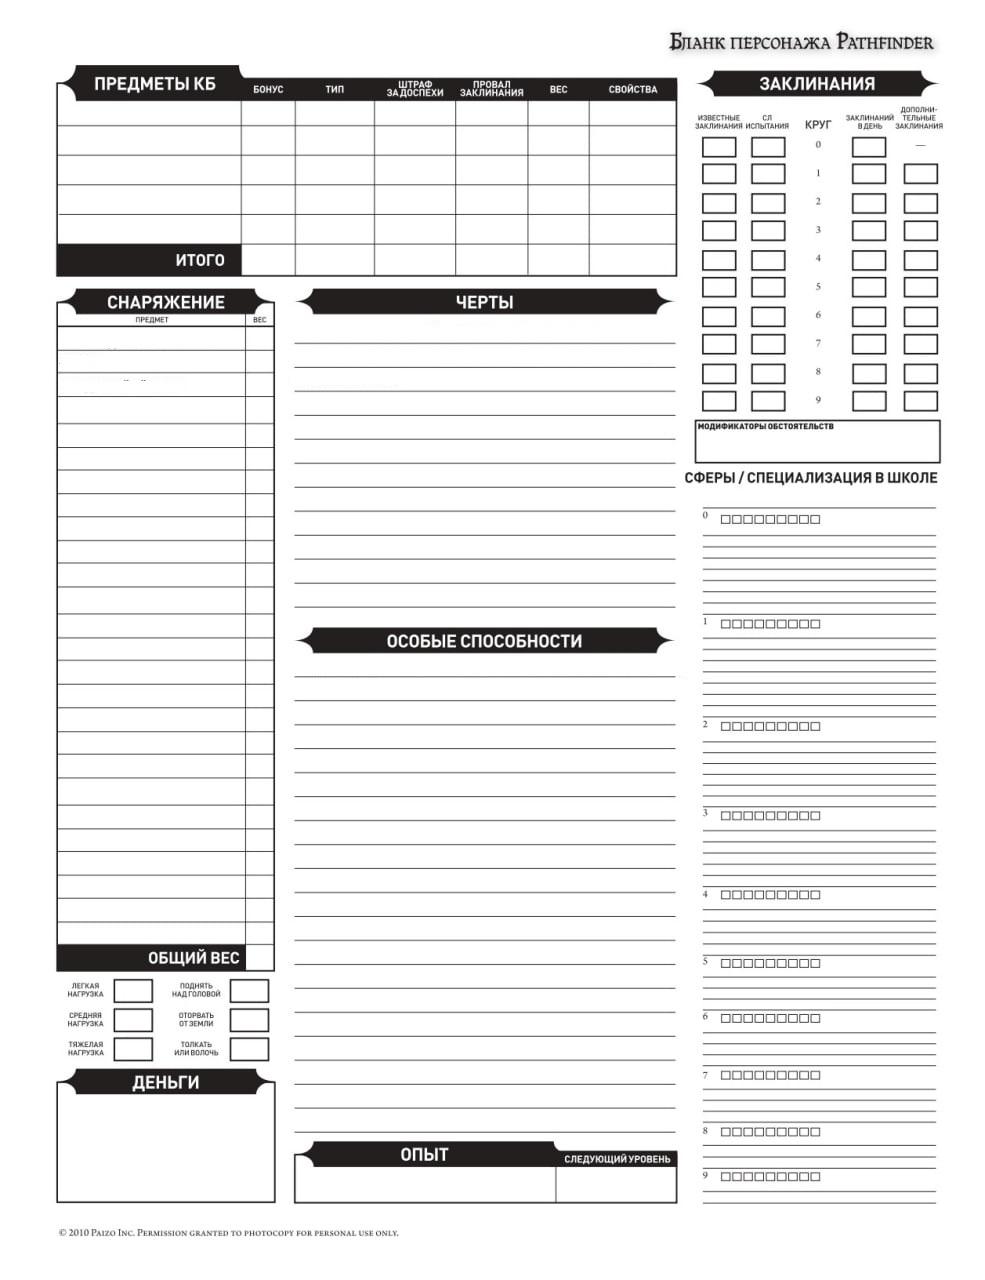 Бланк персонажа Pathfinder
ПРЕДМЕТЫ КБ
БОНУС
ТИП
ШТРАФ
ЗА ДОСПЕХИ
ПРОВАЛ
ЗАКЛИНАНИЯ
ВЕС
СВОЙСТВА
ИТОГО
ЗАКЛИНАНИЯ
ИЗВЕСТНЫЕ
ЗАКЛИНАНИЯ
СЛ
ИСПЫТАНИЯ
КРУГ
ЗАКЛИНАНИЙ
В ДЕНЬ
ДОПОЛНИ-
ТЕЛЬНЫЕ
ЗАКЛИНАНИЯ
0 —
1
2
3
4
5
6
7
8
9
МОДИФИКАТОРЫ ОБСТОЯТЕЛЬСТВ
СФЕРЫ / СПЕЦИАЛИЗАЦИЯ В ШКОЛЕ
0
1
2
3
4
5
6
7
8
9
СНАРЯЖЕНИЕ
ПРЕДМЕТ ВЕС
ОБЩИЙ ВЕС
ЛЕГКАЯ
НАГРУЗКА
ПОДНЯТЬ
НАД ГОЛОВОЙ
СРЕДНЯЯ
НАГРУЗКА
ОТОРВАТЬ
ОТ ЗЕМЛИ
ТЯЖЕЛАЯ
НАГРУЗКА
ТОЛКАТЬ
ИЛИ ВОЛОЧЬ
ДЕНЬГИ
ЧЕРТЫ
ОСОБЫЕ СПОСОБНОСТИ
ОПЫТ
СЛЕДУЮЩИЙ УРОВЕНЬ
© 2010 Paizo Inc. Permission granted to photocopy for personal use only.